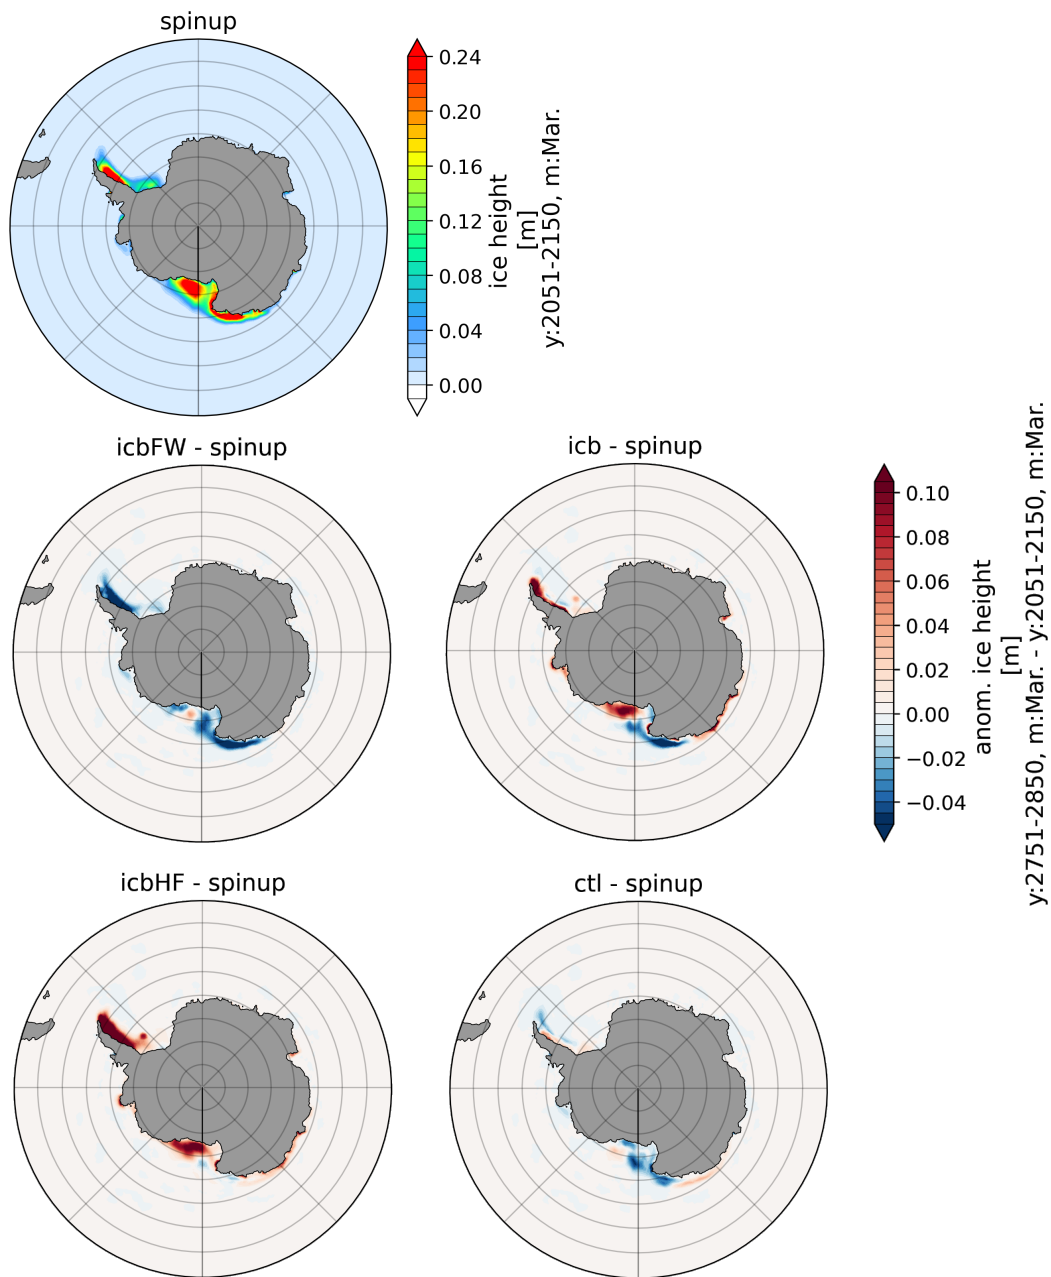 spinup
0.24
0.20
0.16
0.12
0.08
0.04
0.00
ice height
[m]
y:2051-2150, m:Mar.
icbFW - spinup
icb - spinup
0.10
0.08
0.06
0.04
0.02
0.00
−0.02
−0.04
anom. ice height
[m]
y:2751-2850, m:Mar. - y:2051-2150, m:Mar.
icbHF - spinup
ctl - spinup